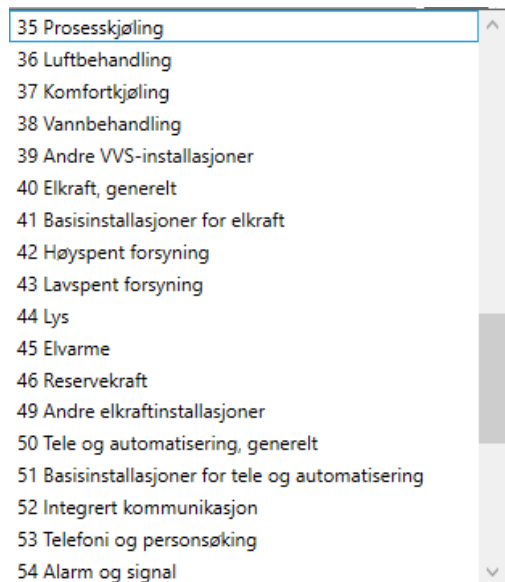 35 Prosesskjøling
36 Luftbehandling
37 Komfortkjøling
38 Vannbehandling
39 Andre VVS-installasjoner
40 Elkraft, generelt
41 Basisinstallasjoner for elkraft
42 Høyspent forsyning
43 Lavspent forsyning
44 Lys
45 Elvarme
46 Reservekraft
49 Andre elkraftinstallasjoner
50 Tele og automatisering, generelt
51 Basisinstallasjoner for tele og automatisering
52 Integrert kommunikasjon
53 Telefoni og personsøking
54 Alarm og signal